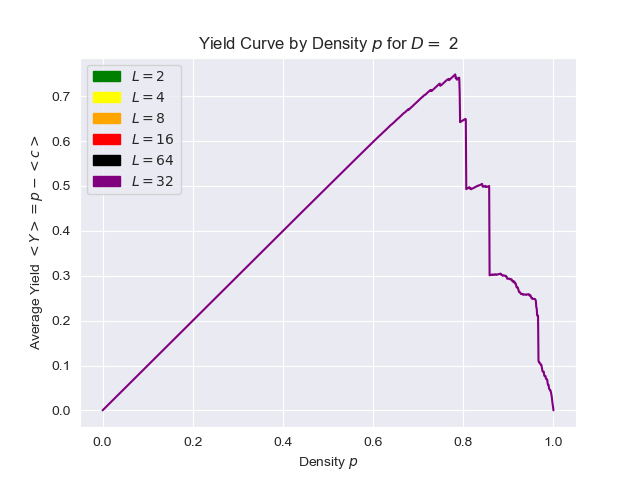 Yield Curve by Density p for D = 2
L = 2
L = 4
L = 8
L = 16
L = 64
L = 32
Average Yield <Y> = p − <c>
0.7
0.6
0.5
0.4
0.3
0.2
0.1
0.0
0.0 0.2 0.4 0.6 0.8 1.0
Density p